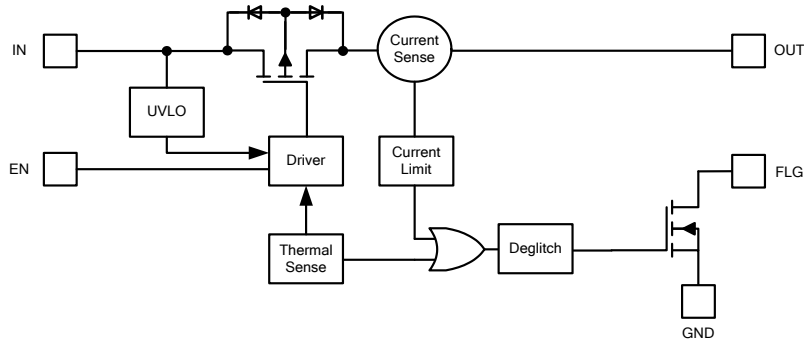 IN
Current
Sense
OUT
UVLO
EN
Driver
Current
Limit
FLG
Thermal
Sense
Deglitch
GND